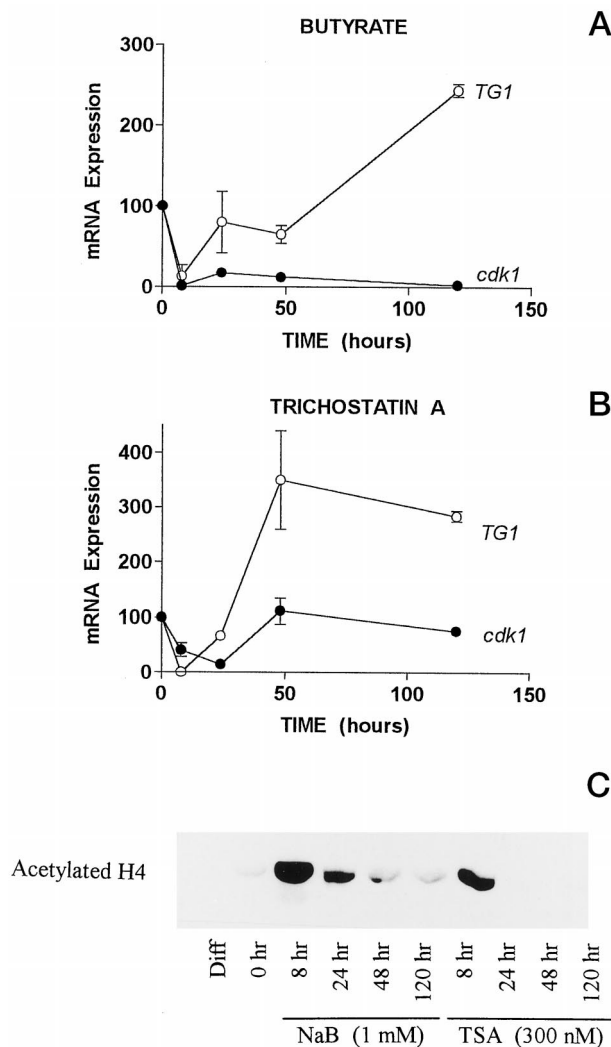 BUTYRATE
A
300
200
100
0
mRNA Expression
TG1
cdk1
0 50 100 150
TIME (hours)
TRICHOSTATIN A
B
400
300
200
100
0
mRNA Expression
TG1
cdk1
0 50 100 150
TIME (hours)
C
Acetylated H4
Diff
0 hr
8 hr
24 hr
48 hr
120 hr
8 hr
24 hr
48 hr
120 hr
NaB (1 mM)
TSA (300 nM)